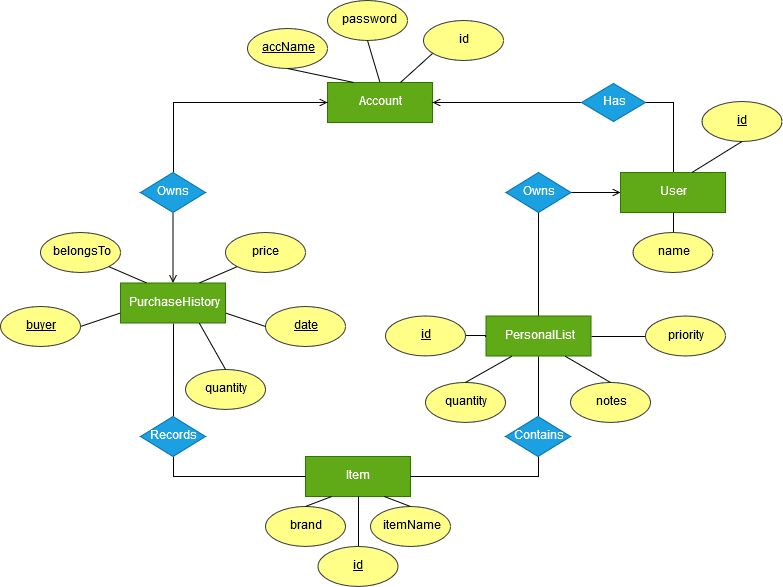 password
accName
id
Account
Has
id
Owns
Owns
User
belongsTo
price
name
PurchaseHistory
buyer
date
id
PersonalList
priority
quantity
quantity
notes
Records
Contains
Item
brand
itemName
id